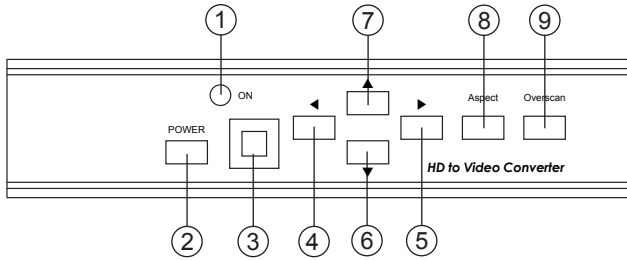 1 7 8 9
ON
Aspect Overscan
POWER
HD to Video Converter
2 3 4 6 5